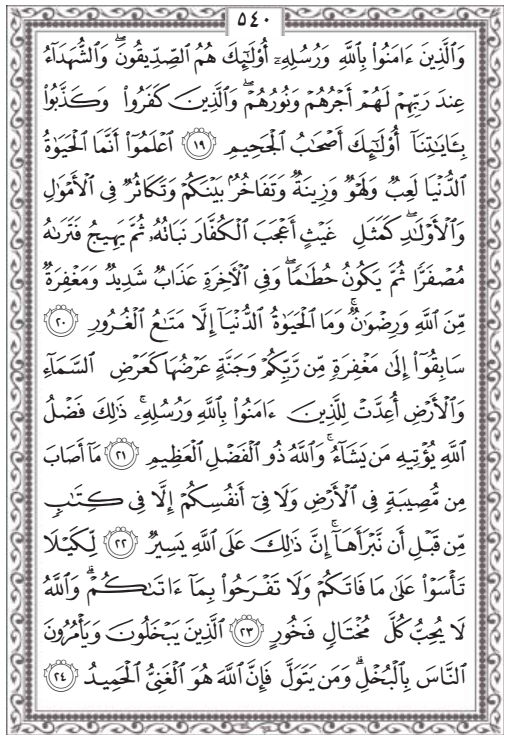 ٥٤٠
وَالَّذِينَ ءَامَنُوا۟ بِاللَّهِ وَرُسُلِهِۦٓ أُو۟لَٰٓئِكَ هُمُ الصِّدِّيقُونَ ۖ وَالشُّهَدَآءُ
عِندَ رَبِّهِمْ لَهُمْ أَجْرُهُمْ وَنُورُهُمْ ۖ وَالَّذِينَ كَفَرُوا۟ وَكَذَّبُوا۟
بِـَٔايَٰتِنَآ أُو۟لَٰٓئِكَ أَصْحَٰبُ الْجَحِيمِ ١٩ اعْلَمُوٓا۟ أَنَّمَا الْحَيَوٰةُ
الدُّنْيَا لَعِبٌ وَلَهْوٌ وَزِينَةٌ وَتَفَاخُرٌۢ بَيْنَكُمْ وَتَكَاثُرٌ فِى الْأَمْوَٰلِ
وَالْأَوْلَٰدِ ۖ كَمَثَلِ غَيْثٍ أَعْجَبَ الْكُفَّارَ نَبَاتُهُۥ ثُمَّ يَهِيجُ فَتَرَىٰهُ
مُصْفَرًّا ثُمَّ يَكُونُ حُطَٰمًا ۖ وَفِى الْءَاخِرَةِ عَذَابٌ شَدِيدٌ وَمَغْفِرَةٌ
مِّنَ اللَّهِ وَرِضْوَٰنٌ ۚ وَمَا الْحَيَوٰةُ الدُّنْيَآ إِلَّا مَتَٰعُ الْغُرُورِ ٢٠
سَابِقُوٓا۟ إِلَىٰ مَغْفِرَةٍ مِّن رَّبِّكُمْ وَجَنَّةٍ عَرْضُهَا كَعَرْضِ السَّمَآءِ
وَالْأَرْضِ أُعِدَّتْ لِلَّذِينَ ءَامَنُوا۟ بِاللَّهِ وَرُسُلِهِۦ ۚ ذَٰلِكَ فَضْلُ
اللَّهِ يُؤْتِيهِ مَن يَشَآءُ ۚ وَاللَّهُ ذُو الْفَضْلِ الْعَظِيمِ ٢١ مَآ أَصَابَ
مِن مُّصِيبَةٍ فِى الْأَرْضِ وَلَا فِىٓ أَنفُسِكُمْ إِلَّا فِى كِتَٰبٍ
مِّن قَبْلِ أَن نَّبْرَأَهَآ ۚ إِنَّ ذَٰلِكَ عَلَى اللَّهِ يَسِيرٌ ٢٢ لِّكَيْلَا
تَأْسَوْا۟ عَلَىٰ مَا فَاتَكُمْ وَلَا تَفْرَحُوا۟ بِمَآ ءَاتَىٰكُمْ ۗ وَاللَّهُ
لَا يُحِبُّ كُلَّ مُخْتَالٍ فَخُورٍ ٢٣ الَّذِينَ يَبْخَلُونَ وَيَأْمُرُونَ
النَّاسَ بِالْبُخْلِ ۗ وَمَن يَتَوَلَّ فَإِنَّ اللَّهَ هُوَ الْغَنِىُّ الْحَمِيدُ ٢٤